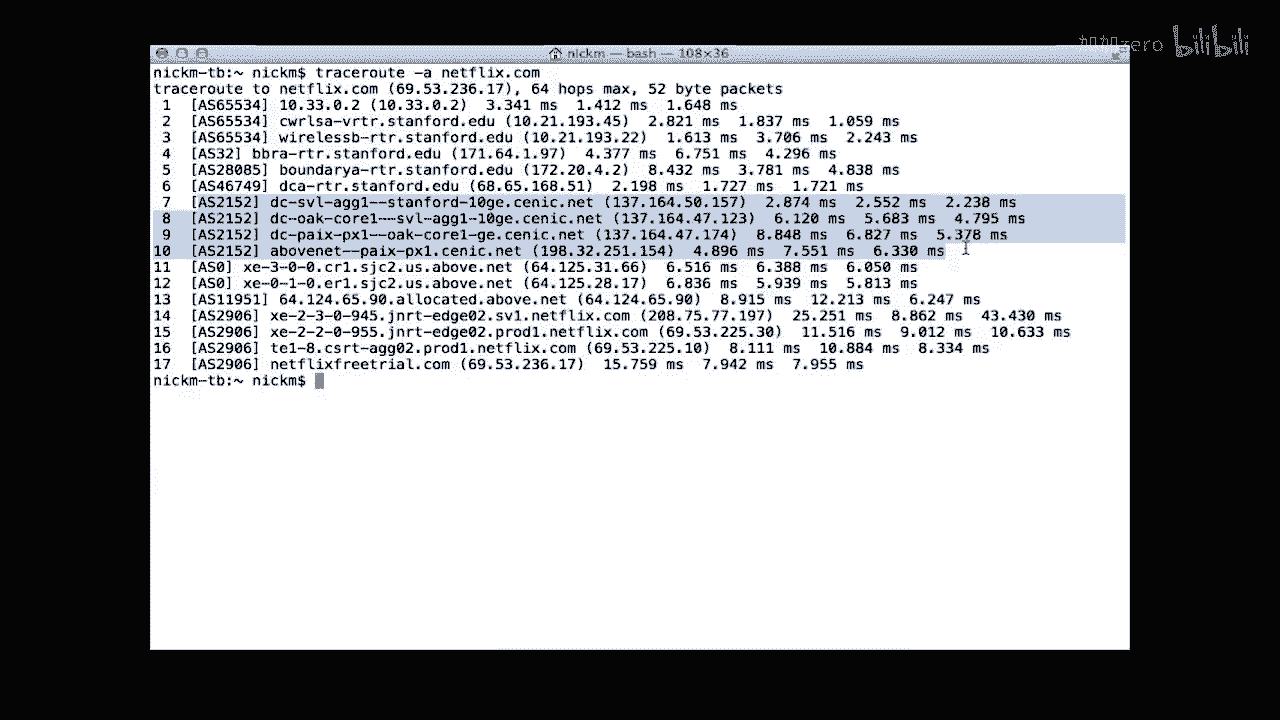 zero bilibili
nickm — bash — 108×36
nickm-tb:~ nickm$ traceroute -a netflix.com
traceroute to netflix.com (69.53.236.17), 64 hops max, 52 byte packets
1 [AS65534] 10.33.0.2 (10.33.0.2) 3.341 ms 1.412 ms 1.648 ms
2 [AS65534] cwrlsa-vrtr.stanford.edu (10.21.193.45) 2.821 ms 1.837 ms 1.059 ms
3 [AS65534] wirelessb-rtr.stanford.edu (10.21.193.22) 1.613 ms 3.706 ms 2.243 ms
4 [AS32] bbra-rtr.stanford.edu (171.64.1.97) 4.377 ms 6.751 ms 4.296 ms
5 [AS28085] boundarya-rtr.stanford.edu (172.20.4.2) 8.432 ms 3.781 ms 4.838 ms
6 [AS46749] dca-rtr.stanford.edu (68.65.168.51) 2.198 ms 1.727 ms 1.721 ms
7 [AS2152] dc-svl-agg1--stanford-10ge.cenic.net (137.164.50.157) 2.874 ms 2.552 ms 2.238 ms
8 [AS2152] dc-oak-core1--svl-agg1-10ge.cenic.net (137.164.47.123) 6.120 ms 5.683 ms 4.795 ms
9 [AS2152] dc-paix-px1--oak-core1-ge.cenic.net (137.164.47.174) 8.848 ms 6.827 ms 5.378 ms
10 [AS2152] abovenet--paix-px1.cenic.net (198.32.251.154) 4.896 ms 7.551 ms 6.330 ms
11 [AS0] xe-3-0-0.cr1.sjc2.us.above.net (64.125.31.66) 6.516 ms 6.388 ms 6.050 ms
12 [AS0] xe-0-1-0.er1.sjc2.us.above.net (64.125.28.17) 6.836 ms 5.939 ms 5.813 ms
13 [AS11951] 64.124.65.90.allocated.above.net (64.124.65.90) 8.915 ms 12.213 ms 6.247 ms
14 [AS2906] xe-2-3-0-945.jnrt-edge02.sv1.netflix.com (208.75.77.197) 25.251 ms 8.862 ms 43.430 ms
15 [AS2906] xe-2-2-0-955.jnrt-edge02.prod1.netflix.com (69.53.225.30) 11.516 ms 9.012 ms 10.633 ms
16 [AS2906] te1-8.csrt-agg02.prod1.netflix.com (69.53.225.10) 8.111 ms 10.884 ms 8.334 ms
17 [AS2906] netflixfreetrial.com (69.53.236.17) 15.759 ms 7.942 ms 7.955 ms
nickm-tb:~ nickm$